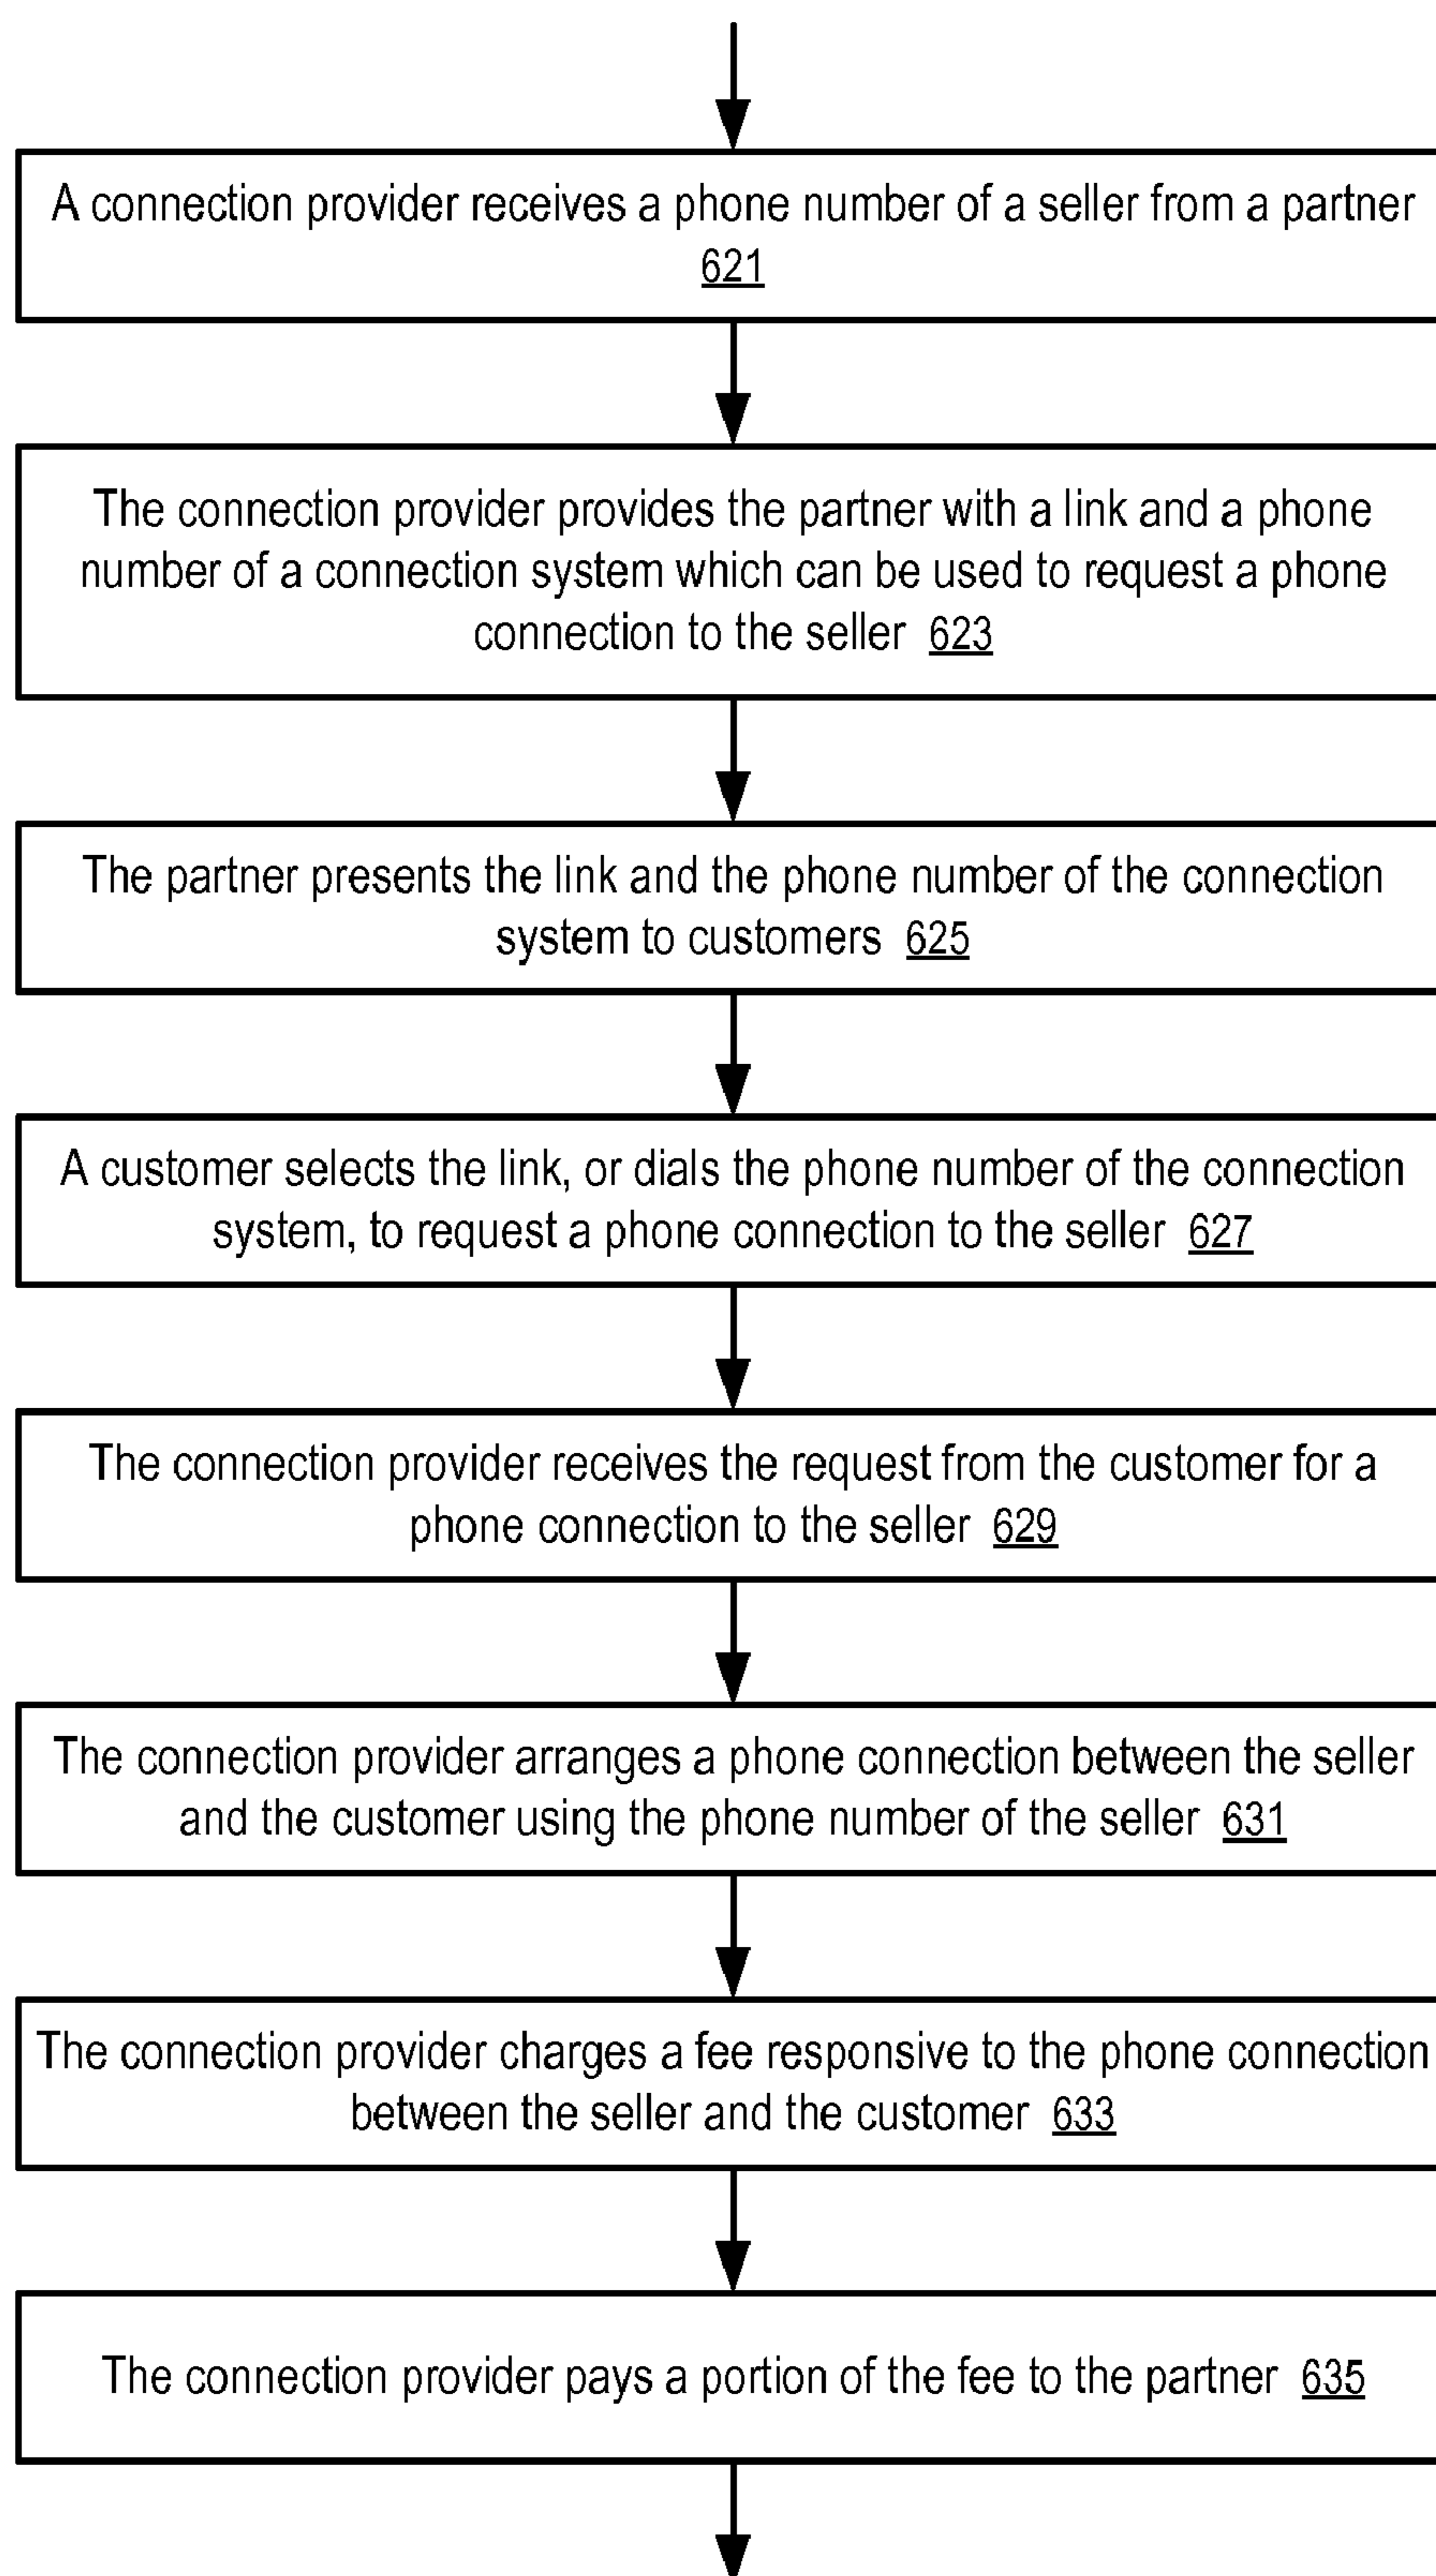 A connection provider receives a phone number of a seller from a partner
621
The connection provider provides the partner with a link and a phone
number of a connection system which can be used to request a phone
connection to the seller 623
The partner presents the link and the phone number of the connection
system to customers 625
A customer selects the link, or dials the phone number of the connection
system, to request a phone connection to the seller 627
The connection provider receives the request from the customer for a
phone connection to the seller 629
The connection provider arranges a phone connection between the seller
and the customer using the phone number of the seller 631
The connection provider charges a fee responsive to the phone connection
between the seller and the customer 633
The connection provider pays a portion of the fee to the partner 635